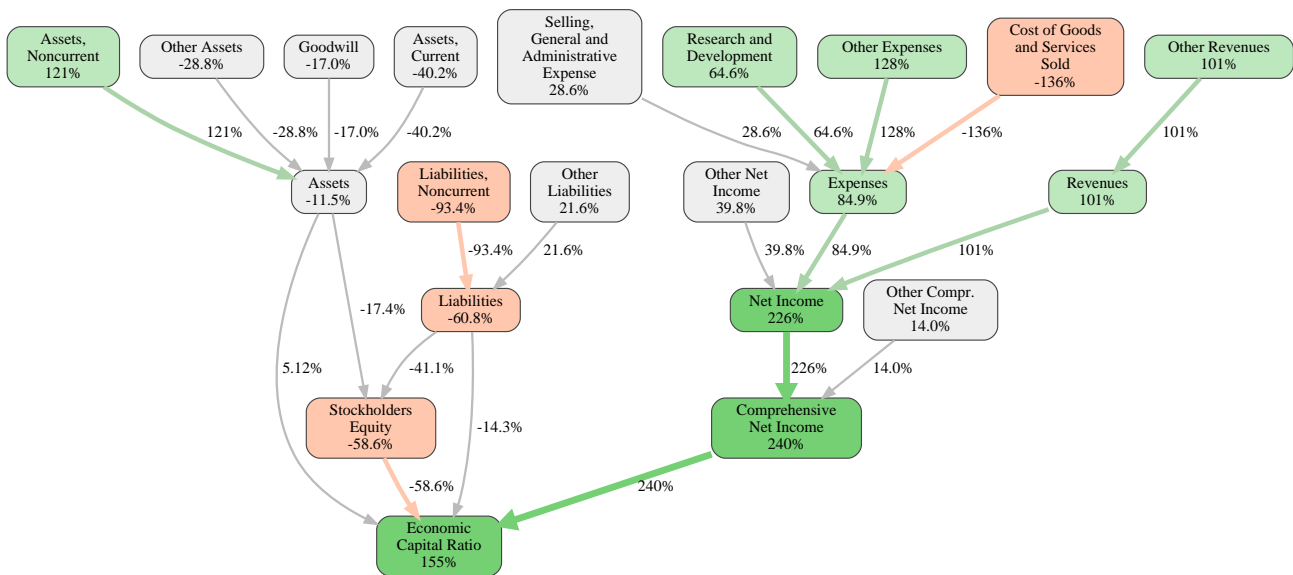 Assets,
Noncurrent
121%
Other Assets
-28.8%
Goodwill
-17.0%
Assets,
Current
-40.2%
Selling,
General and
Administrative
Expense
28.6%
Research and
Development
64.6%
Other Expenses
128%
Cost of Goods
and Services
Sold
-136%
Other Revenues
101%
121%
-28.8%
-17.0%
-40.2%
28.6%
64.6%
128%
-136%
101%
Assets
-11.5%
Liabilities,
Noncurrent
-93.4%
Other
Liabilities
21.6%
Other Net
Income
39.8%
Expenses
84.9%
Revenues
101%
-93.4%
21.6%
39.8%
84.9%
101%
Liabilities
-60.8%
Net Income
226%
Other Compr.
Net Income
14.0%
-17.4%
5.12%
-41.1%
226%
14.0%
Stockholders
Equity
-58.6%
-14.3%
Comprehensive
Net Income
240%
-58.6%
240%
Economic
Capital Ratio
155%